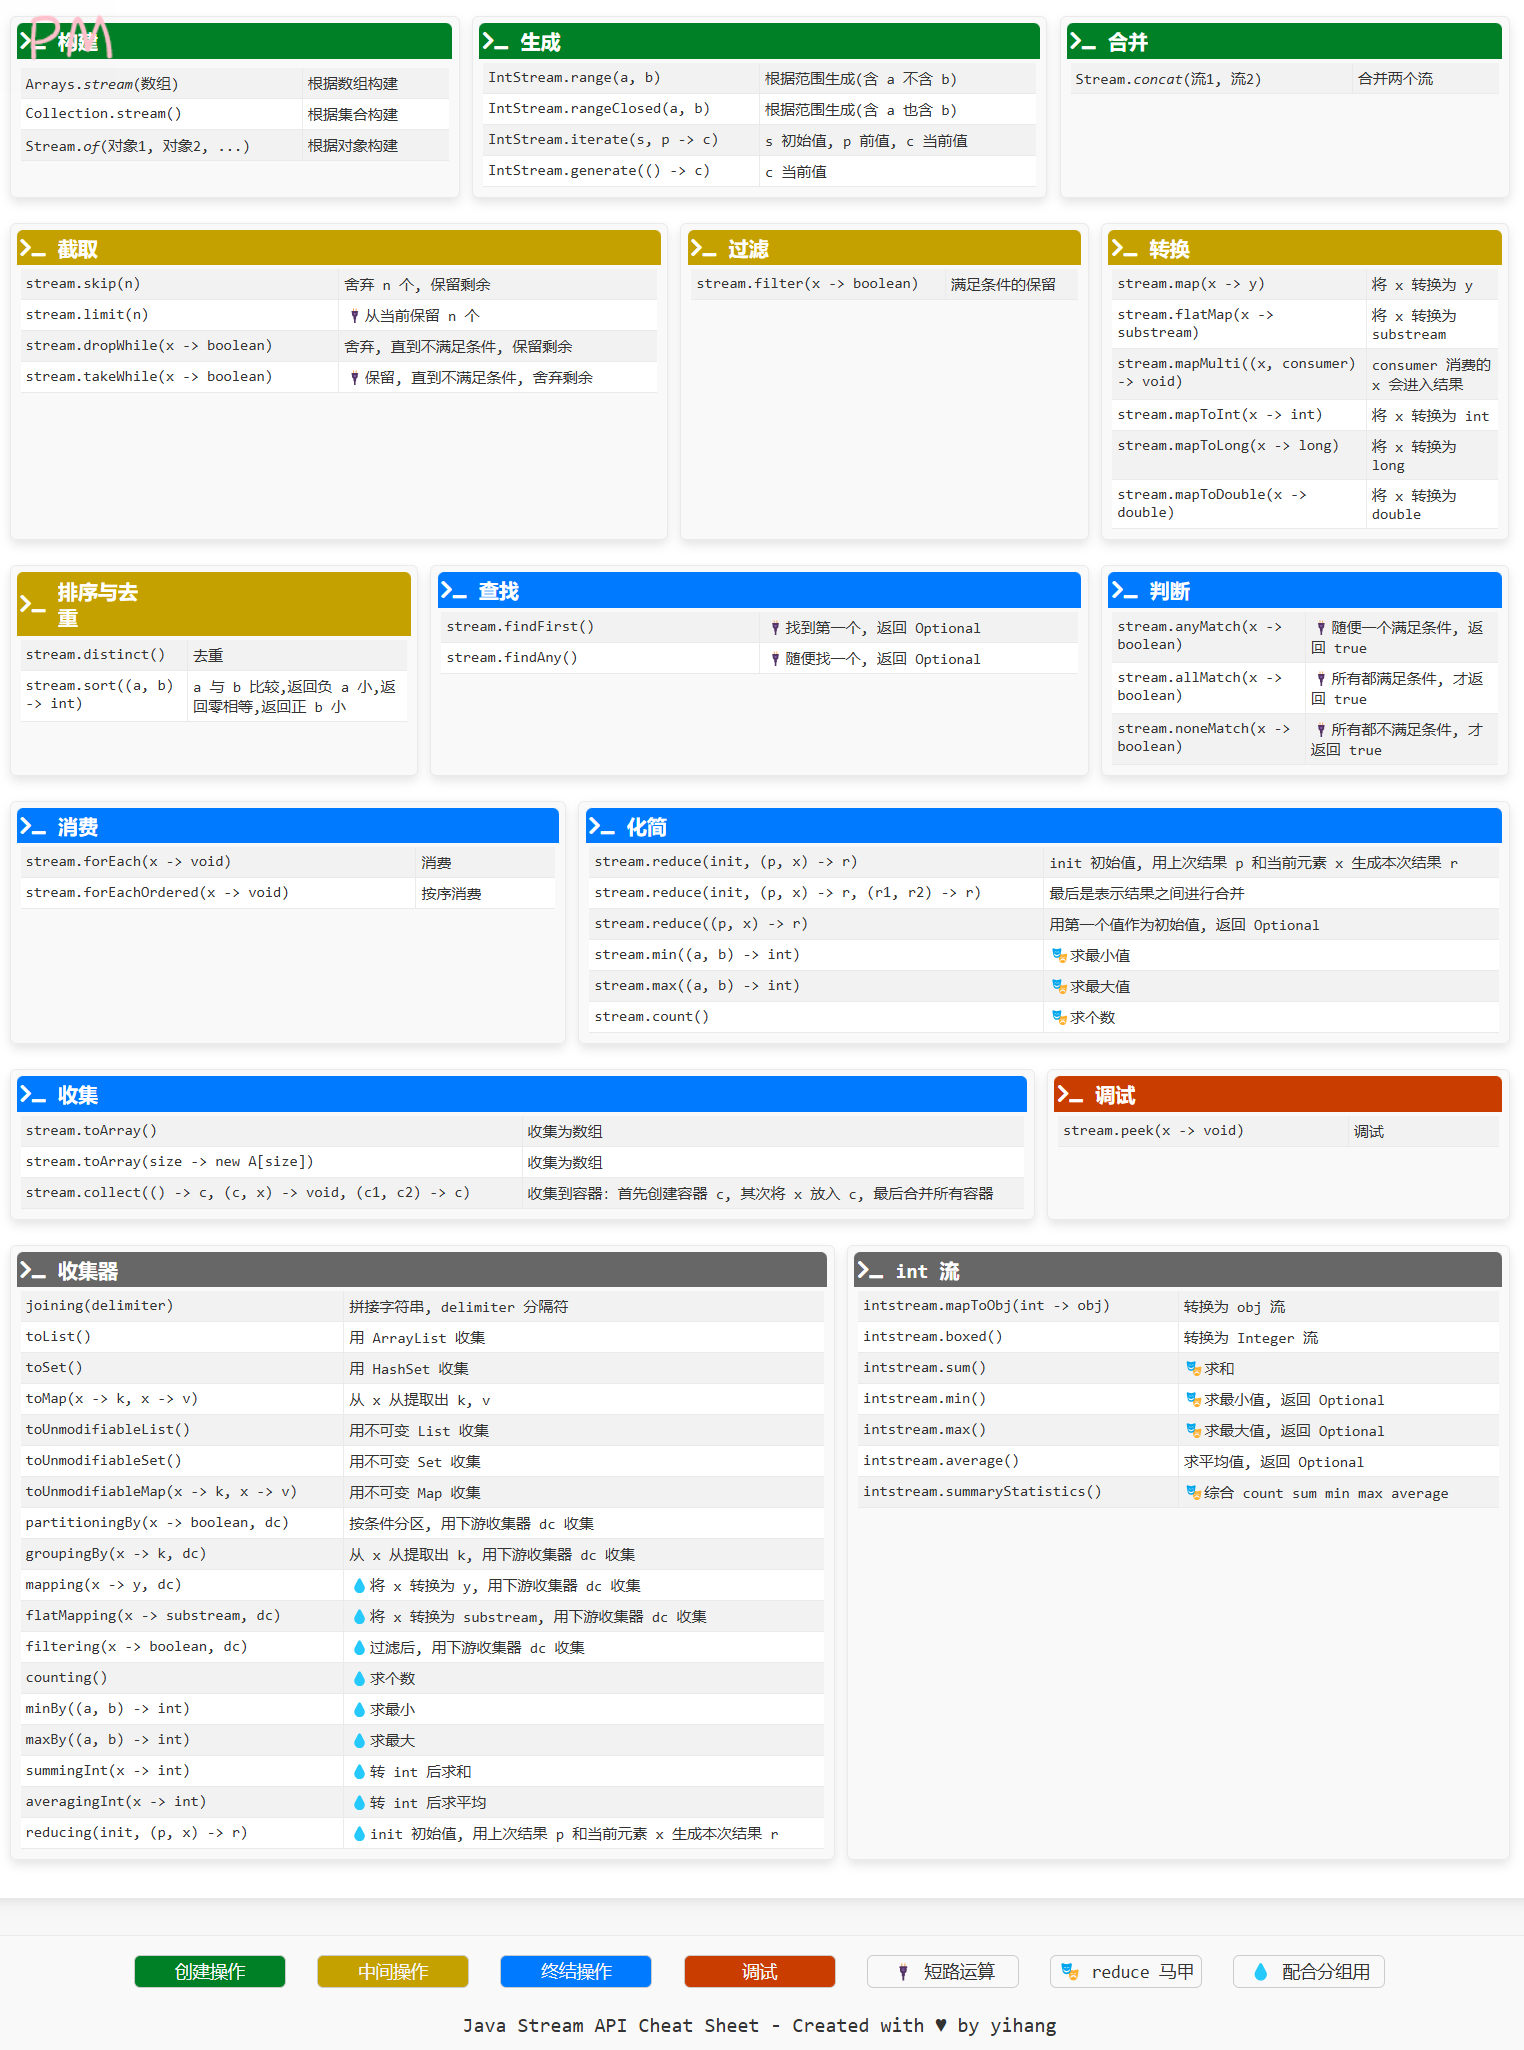 PM
构建
Arrays.stream(数组) 根据数组构建
Collection.stream() 根据集合构建
Stream.of(对象1, 对象2, ...) 根据对象构建
生成
IntStream.range(a, b) 根据范围生成(含 a 不含 b)
IntStream.rangeClosed(a, b) 根据范围生成(含 a 也含 b)
IntStream.iterate(s, p -> c) s 初始值, p 前值, c 当前值
IntStream.generate(() -> c) c 当前值
合并
Stream.concat(流1, 流2) 合并两个流
截取
stream.skip(n) 舍弃 n 个, 保留剩余
stream.limit(n) 从当前保留 n 个
stream.dropWhile(x -> boolean) 舍弃, 直到不满足条件, 保留剩余
stream.takeWhile(x -> boolean) 保留, 直到不满足条件, 舍弃剩余
过滤
stream.filter(x -> boolean) 满足条件的保留
转换
stream.map(x -> y) 将 x 转换为 y
stream.flatMap(x -> 将 x 转换为
substream) substream
stream.mapMulti((x, consumer) consumer 消费的
-> void) x 会进入结果
stream.mapToInt(x -> int) 将 x 转换为 int
stream.mapToLong(x -> long) 将 x 转换为
long
stream.mapToDouble(x -> 将 x 转换为
double) double
排序与去
重
stream.distinct() 去重
stream.sort((a, b) a 与 b 比较,返回负 a 小,返
-> int) 回零相等,返回正 b 小
查找
stream.findFirst() 找到第一个, 返回 Optional
stream.findAny() 随便找一个, 返回 Optional
判断
stream.anyMatch(x -> 随便一个满足条件, 返
boolean) 回 true
stream.allMatch(x -> 所有都满足条件, 才返
boolean) 回 true
stream.noneMatch(x -> 所有都不满足条件, 才
boolean) 返回 true
消费
stream.forEach(x -> void) 消费
stream.forEachOrdered(x -> void) 按序消费
化简
stream.reduce(init, (p, x) -> r) init 初始值, 用上次结果 p 和当前元素 x 生成本次结果 r
stream.reduce(init, (p, x) -> r, (r1, r2) -> r) 最后是表示结果之间进行合并
stream.reduce((p, x) -> r) 用第一个值作为初始值, 返回 Optional
stream.min((a, b) -> int) 求最小值
stream.max((a, b) -> int) 求最大值
stream.count() 求个数
收集
stream.toArray() 收集为数组
stream.toArray(size -> new A[size]) 收集为数组
stream.collect(() -> c, (c, x) -> void, (c1, c2) -> c) 收集到容器: 首先创建容器 c, 其次将 x 放入 c, 最后合并所有容器
调试
stream.peek(x -> void) 调试
收集器
joining(delimiter) 拼接字符串, delimiter 分隔符
toList() 用 ArrayList 收集
toSet() 用 HashSet 收集
toMap(x -> k, x -> v) 从 x 从提取出 k, v
toUnmodifiableList() 用不可变 List 收集
toUnmodifiableSet() 用不可变 Set 收集
toUnmodifiableMap(x -> k, x -> v) 用不可变 Map 收集
partitioningBy(x -> boolean, dc) 按条件分区, 用下游收集器 dc 收集
groupingBy(x -> k, dc) 从 x 从提取出 k, 用下游收集器 dc 收集
mapping(x -> y, dc) 将 x 转换为 y, 用下游收集器 dc 收集
flatMapping(x -> substream, dc) 将 x 转换为 substream, 用下游收集器 dc 收集
filtering(x -> boolean, dc) 过滤后, 用下游收集器 dc 收集
counting() 求个数
minBy((a, b) -> int) 求最小
maxBy((a, b) -> int) 求最大
summingInt(x -> int) 转 int 后求和
averagingInt(x -> int) 转 int 后求平均
reducing(init, (p, x) -> r) init 初始值, 用上次结果 p 和当前元素 x 生成本次结果 r
int 流
intstream.mapToObj(int -> obj) 转换为 obj 流
intstream.boxed() 转换为 Integer 流
intstream.sum() 求和
intstream.min() 求最小值, 返回 Optional
intstream.max() 求最大值, 返回 Optional
intstream.average() 求平均值, 返回 Optional
intstream.summaryStatistics() 综合 count sum min max average
创建操作 中间操作 终结操作 调试 短路运算 reduce 马甲 配合分组用
Java Stream API Cheat Sheet - Created with ♥ by yihang